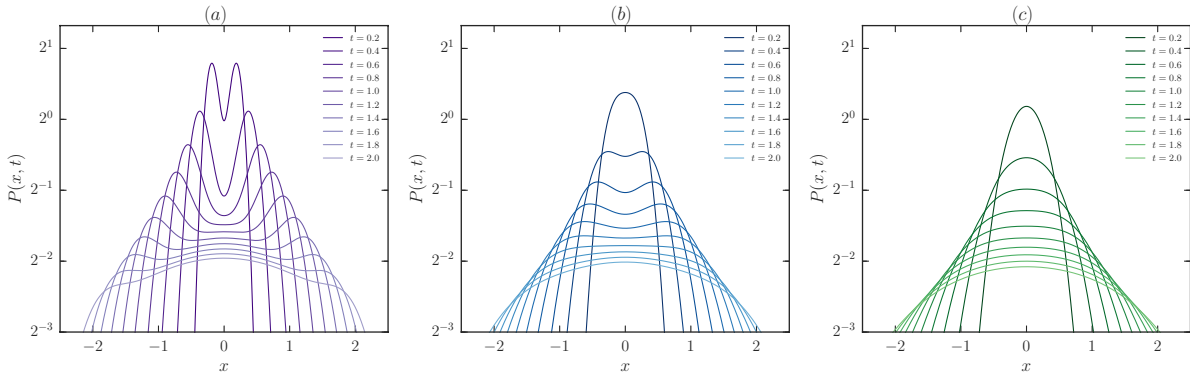 (a)
2^1
2^0
2^{-1}
2^{-2}
2^{-3}
P(x, t)
−2
−1
0
1
2
x
t = 0.2
t = 0.4
t = 0.6
t = 0.8
t = 1.0
t = 1.2
t = 1.4
t = 1.6
t = 1.8
t = 2.0
(b)
2^1
2^0
2^{-1}
2^{-2}
2^{-3}
P(x, t)
−2
−1
0
1
2
x
t = 0.2
t = 0.4
t = 0.6
t = 0.8
t = 1.0
t = 1.2
t = 1.4
t = 1.6
t = 1.8
t = 2.0
(c)
2^1
2^0
2^{-1}
2^{-2}
2^{-3}
P(x, t)
−2
−1
0
1
2
x
t = 0.2
t = 0.4
t = 0.6
t = 0.8
t = 1.0
t = 1.2
t = 1.4
t = 1.6
t = 1.8
t = 2.0